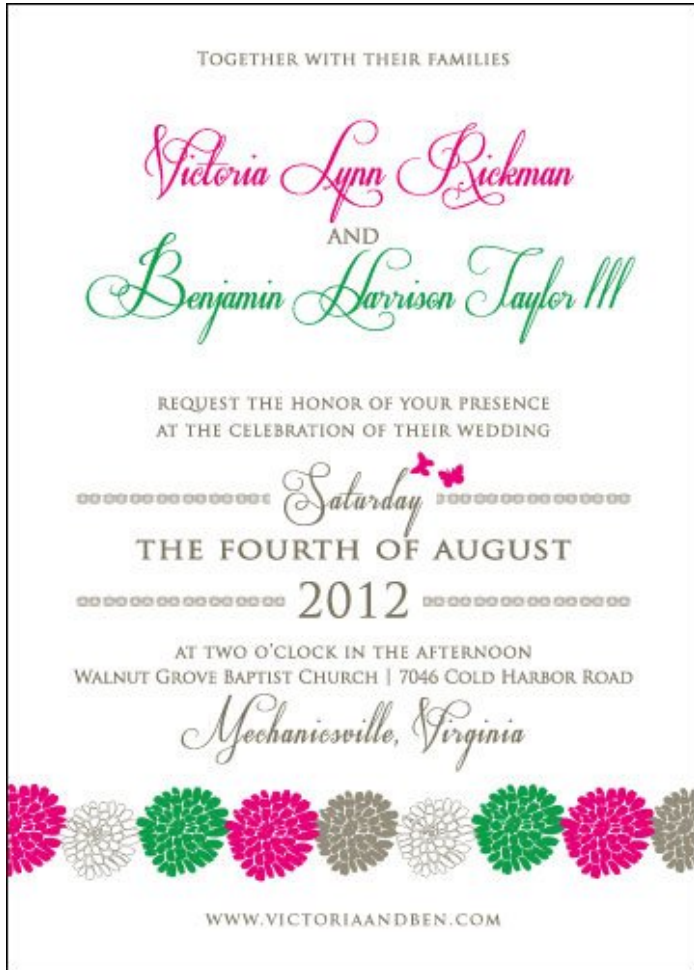 Together with their families
Victoria Lynn Rickman
and
Benjamin Harrison Taylor III
request the honor of your presence
at the celebration of their wedding
Saturday
the fourth of August
2012
at two o'clock in the afternoon
Walnut Grove Baptist Church | 7046 Cold Harbor Road
Mechanicsville, Virginia
www.victoriaandben.com